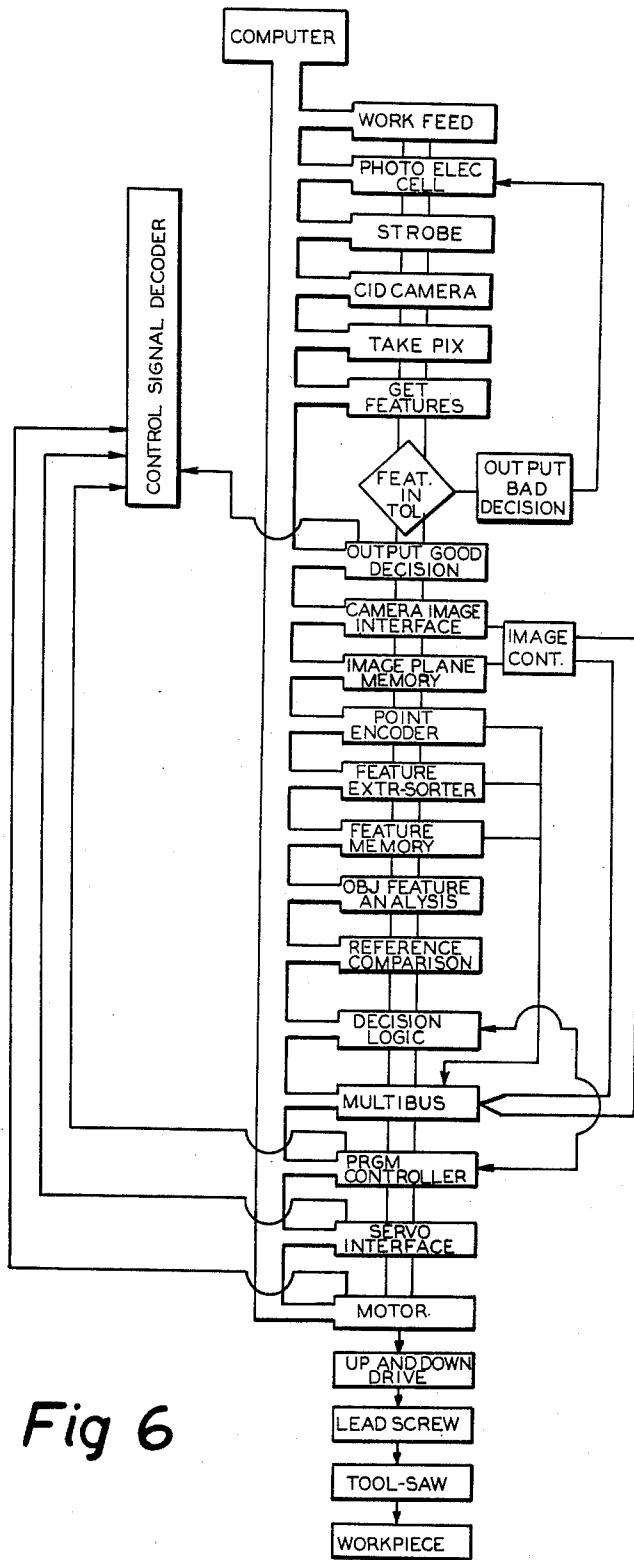 COMPUTER
WORK FEED
PHOTO ELEC
CELL
STROBE
CID CAMERA
TAKE PIX
GET
FEATURES
CONTROL SIGNAL DECODER
FEAT.
IN
TOL.
OUTPUT
BAD
DECISION
OUTPUT GOOD
DECISION
CAMERA IMAGE
INTERFACE
IMAGE
CONT.
IMAGE PLANE
MEMORY
POINT
ENCODER
FEATURE
EXTR-SORTER
FEATURE
MEMORY
OBJ FEATURE
ANALYSIS
REFERENCE
COMPARISON
DECISION
LOGIC
MULTIBUS
PRGM
CONTROLLER
SERVO
INTERFACE
MOTOR.
UP AND DOWN
DRIVE
LEAD SCREW
TOOL-SAW
WORKPIECE
Fig 6